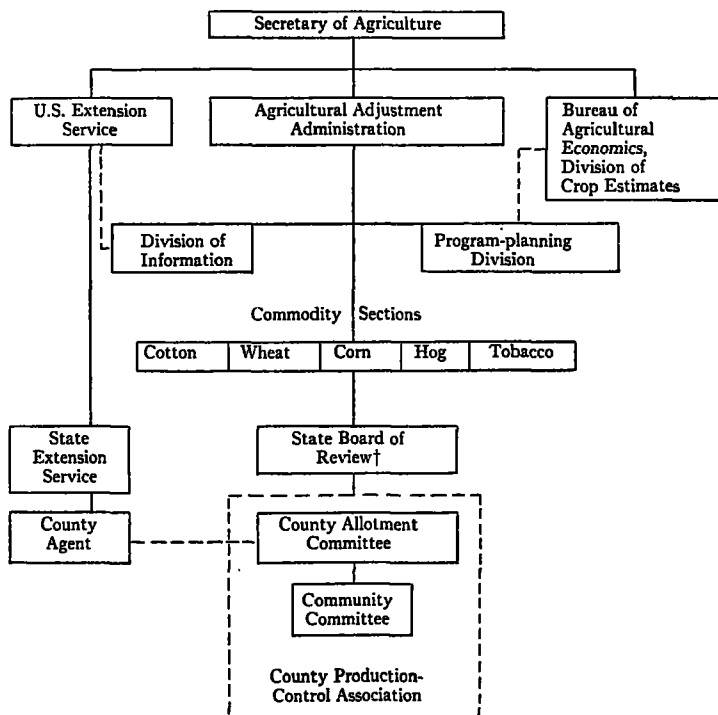 Secretary of Agriculture
U.S. Extension
Service
Agricultural Adjustment
Administration
Bureau of
Agricultural
Economics,
Division of
Crop Estimates
Division of
Information
Program-planning
Division
Commodity Sections
Cotton
Wheat
Corn
Hog
Tobacco
State
Extension
Service
State Board of
Review†
County
Agent
County Allotment
Committee
Community
Committee
County Production-
Control Association